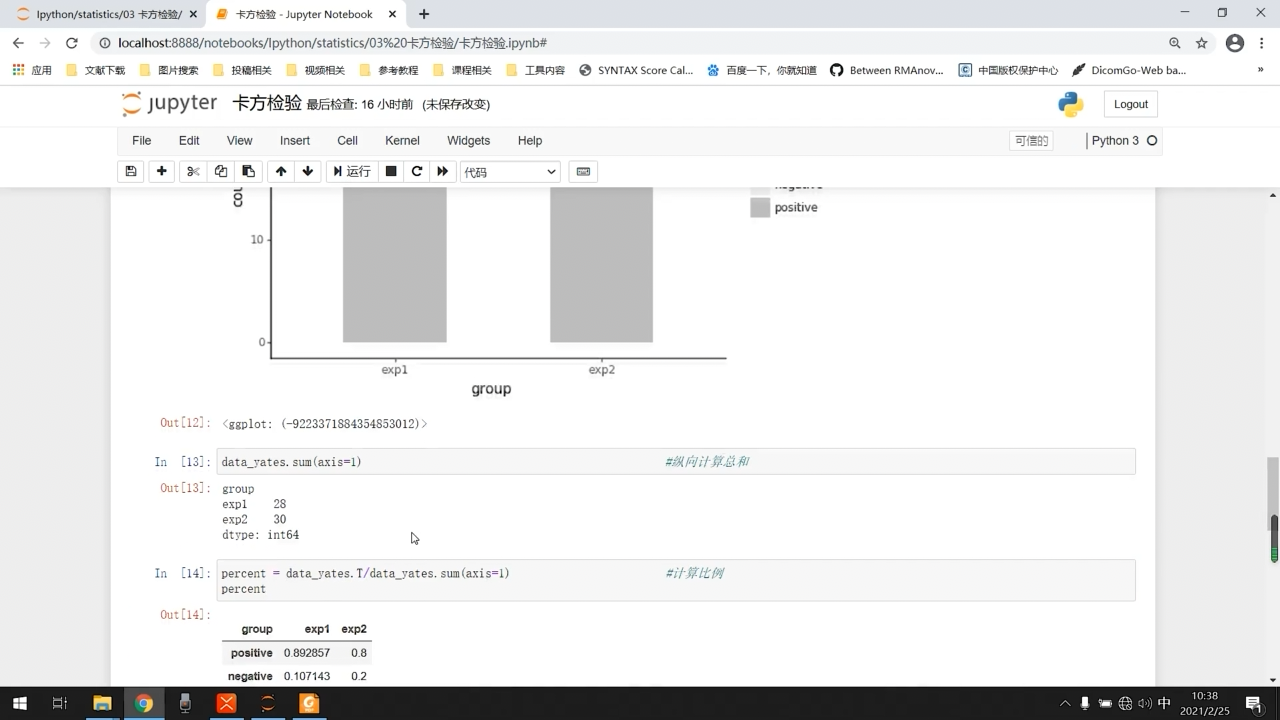 Ipython/statistics/03 卡方检验/
卡方检验 - Jupyter Notebook
localhost:8888/notebooks/Ipython/statistics/03%20卡方检验/卡方检验.ipynb#
应用 文献下载 图片搜索 投稿相关 视频相关 参考教程 课程相关 工具内容 SYNTAX Score Cal... 百度一下，你就知道 Between RMAnov... 中国版权保护中心 DicomGo-Web ba... »
jupyter 卡方检验 最后检查: 16 小时前 (未保存改变) Logout
File Edit View Insert Cell Kernel Widgets Help 可信的 Python 3
运行 代码
cou
negative
positive
10
0
exp1 exp2
group
Out[12]: <ggplot: (-9223371884354853012)>
In [13]: data_yates.sum(axis=1) #纵向计算总和
Out[13]: group
exp1 28
exp2 30
dtype: int64
In [14]: percent = data_yates.T/data_yates.sum(axis=1) #计算比例
percent
Out[14]:
group exp1 exp2
positive 0.892857 0.8
negative 0.107143 0.2
中 10:38
2021/2/25
1